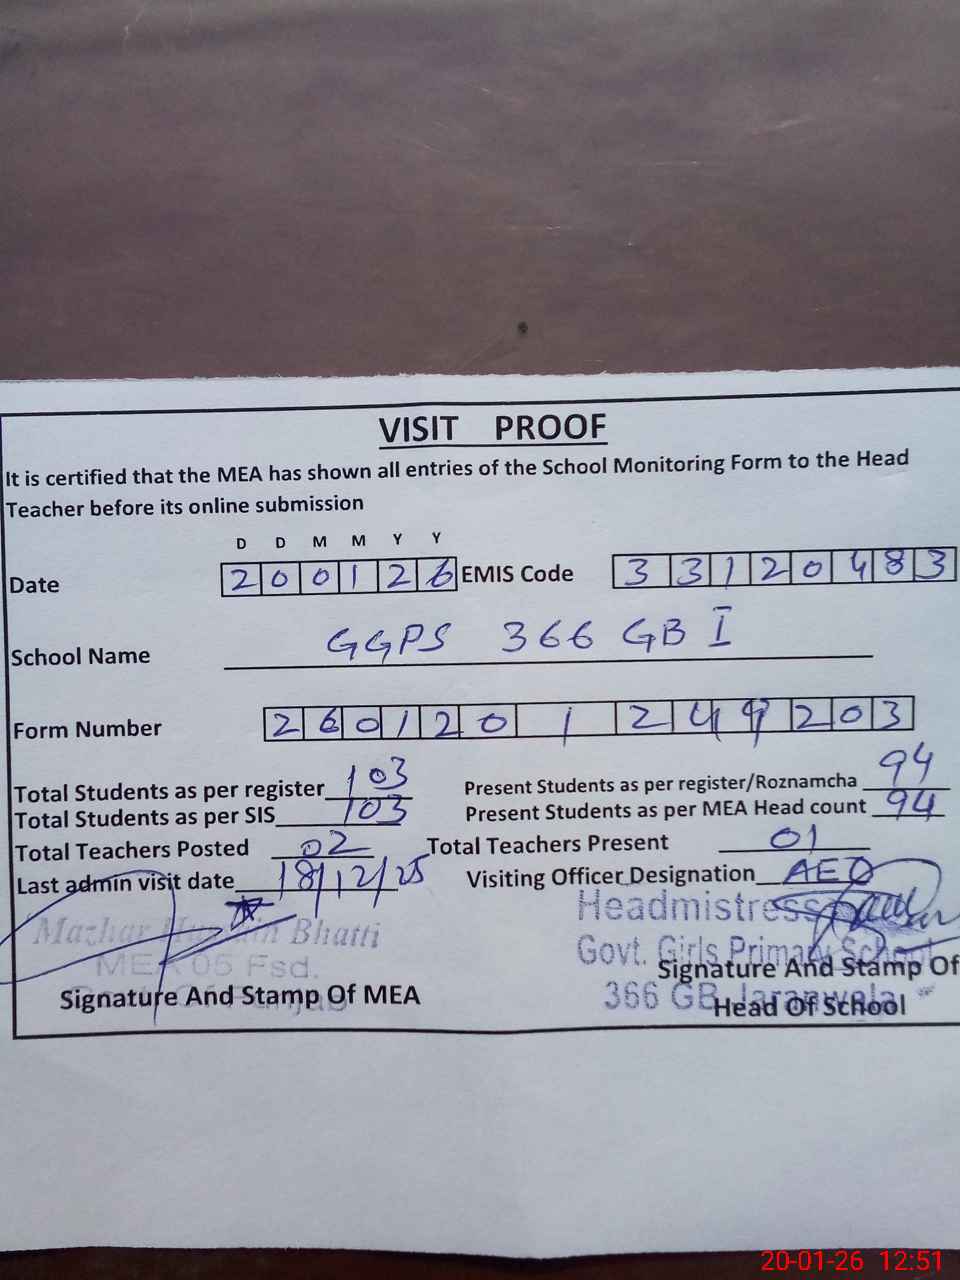 VISIT PROOF
It is certified that the MEA has shown all entries of the School Monitoring Form to the Head
Teacher before its online submission
D D M M Y Y
Date 2 0 0 1 2 6 EMIS Code 3 3 1 2 0 4 8 3
School Name GGPS 366 GB I
Form Number 2 6 0 1 2 0 1 2 4 9 2 0 3
Total Students as per register 103 Present Students as per register/Roznamcha 94
Total Students as per SIS 103 Present Students as per MEA Head count 94
Total Teachers Posted 02 Total Teachers Present 01
Last admin visit date 18/12/25 Visiting Officer Designation AEO
Mazhar Hussain Bhatti
MEA 05 Fsd.
Punjab
Signature And Stamp Of MEA
Headmistress
Govt. Girls Primary School
366 GB Jaranwala
Signature And Stamp Of
Head Of School
20-01-26 12:51